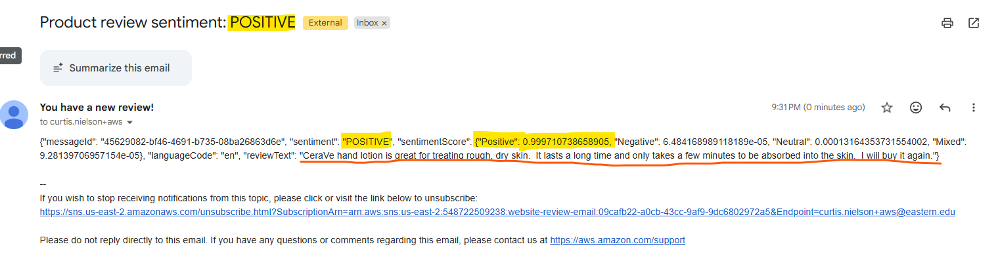 Product review sentiment: POSITIVE External Inbox ×
rred
Summarize this email
You have a new review! 9:31 PM (0 minutes ago)
to curtis.nielson+aws
{"messageId": "45629082-bf46-4691-b735-08ba26863d6e", "sentiment": "POSITIVE", "sentimentScore": {"Positive": 0.999710738658905, "Negative": 6.484168989118189e-05, "Neutral": 0.00013164353731554002, "Mixed":
9.28139706957154e-05}, "languageCode": "en", "reviewText": "CeraVe hand lotion is great for treating rough, dry skin.  It lasts a long time and only takes a few minutes to be absorbed into the skin.  I will buy it again."}
--
If you wish to stop receiving notifications from this topic, please click or visit the link below to unsubscribe:
https://sns.us-east-2.amazonaws.com/unsubscribe.html?SubscriptionArn=arn:aws:sns:us-east-2:548722509238:website-review-email:09cafb22-a0cb-43cc-9af9-9dc6802972a5&Endpoint=curtis.nielson+aws@eastern.edu
Please do not reply directly to this email. If you have any questions or comments regarding this email, please contact us at https://aws.amazon.com/support